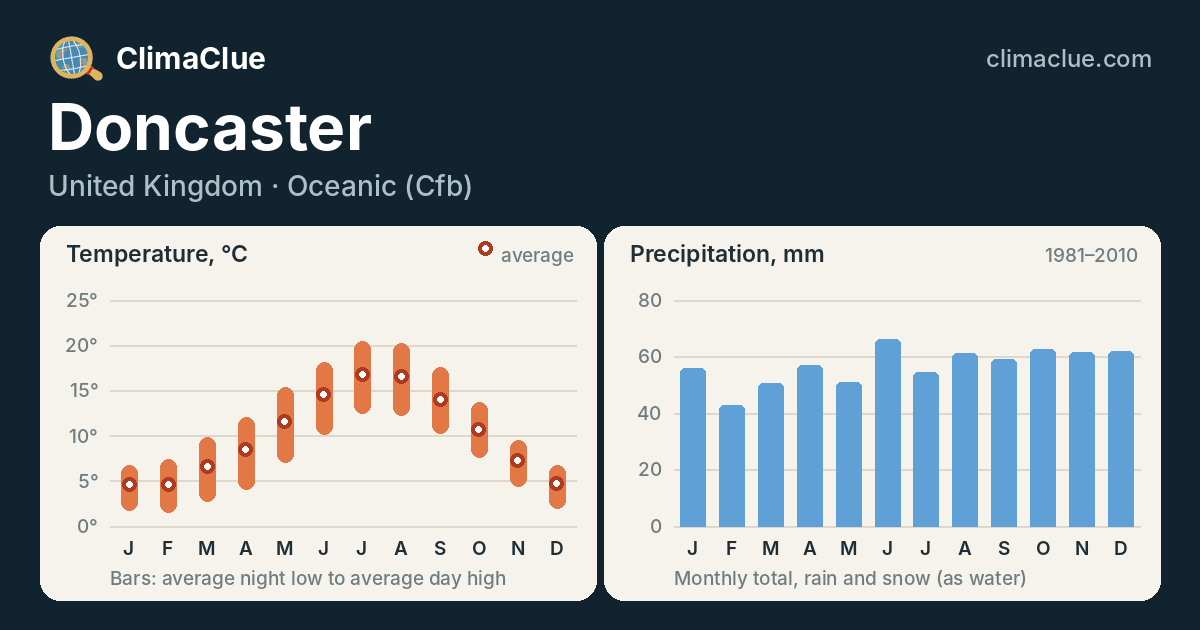 ClimaClue
climaclue.com
Doncaster
United Kingdom · Oceanic (Cfb)
Temperature, °C
average
25°
20°
15°
10°
5°
0°
J F M A M J J A S O N D
Bars: average night low to average day high
Precipitation, mm
1981–2010
80
60
40
20
0
J F M A M J J A S O N D
Monthly total, rain and snow (as water)